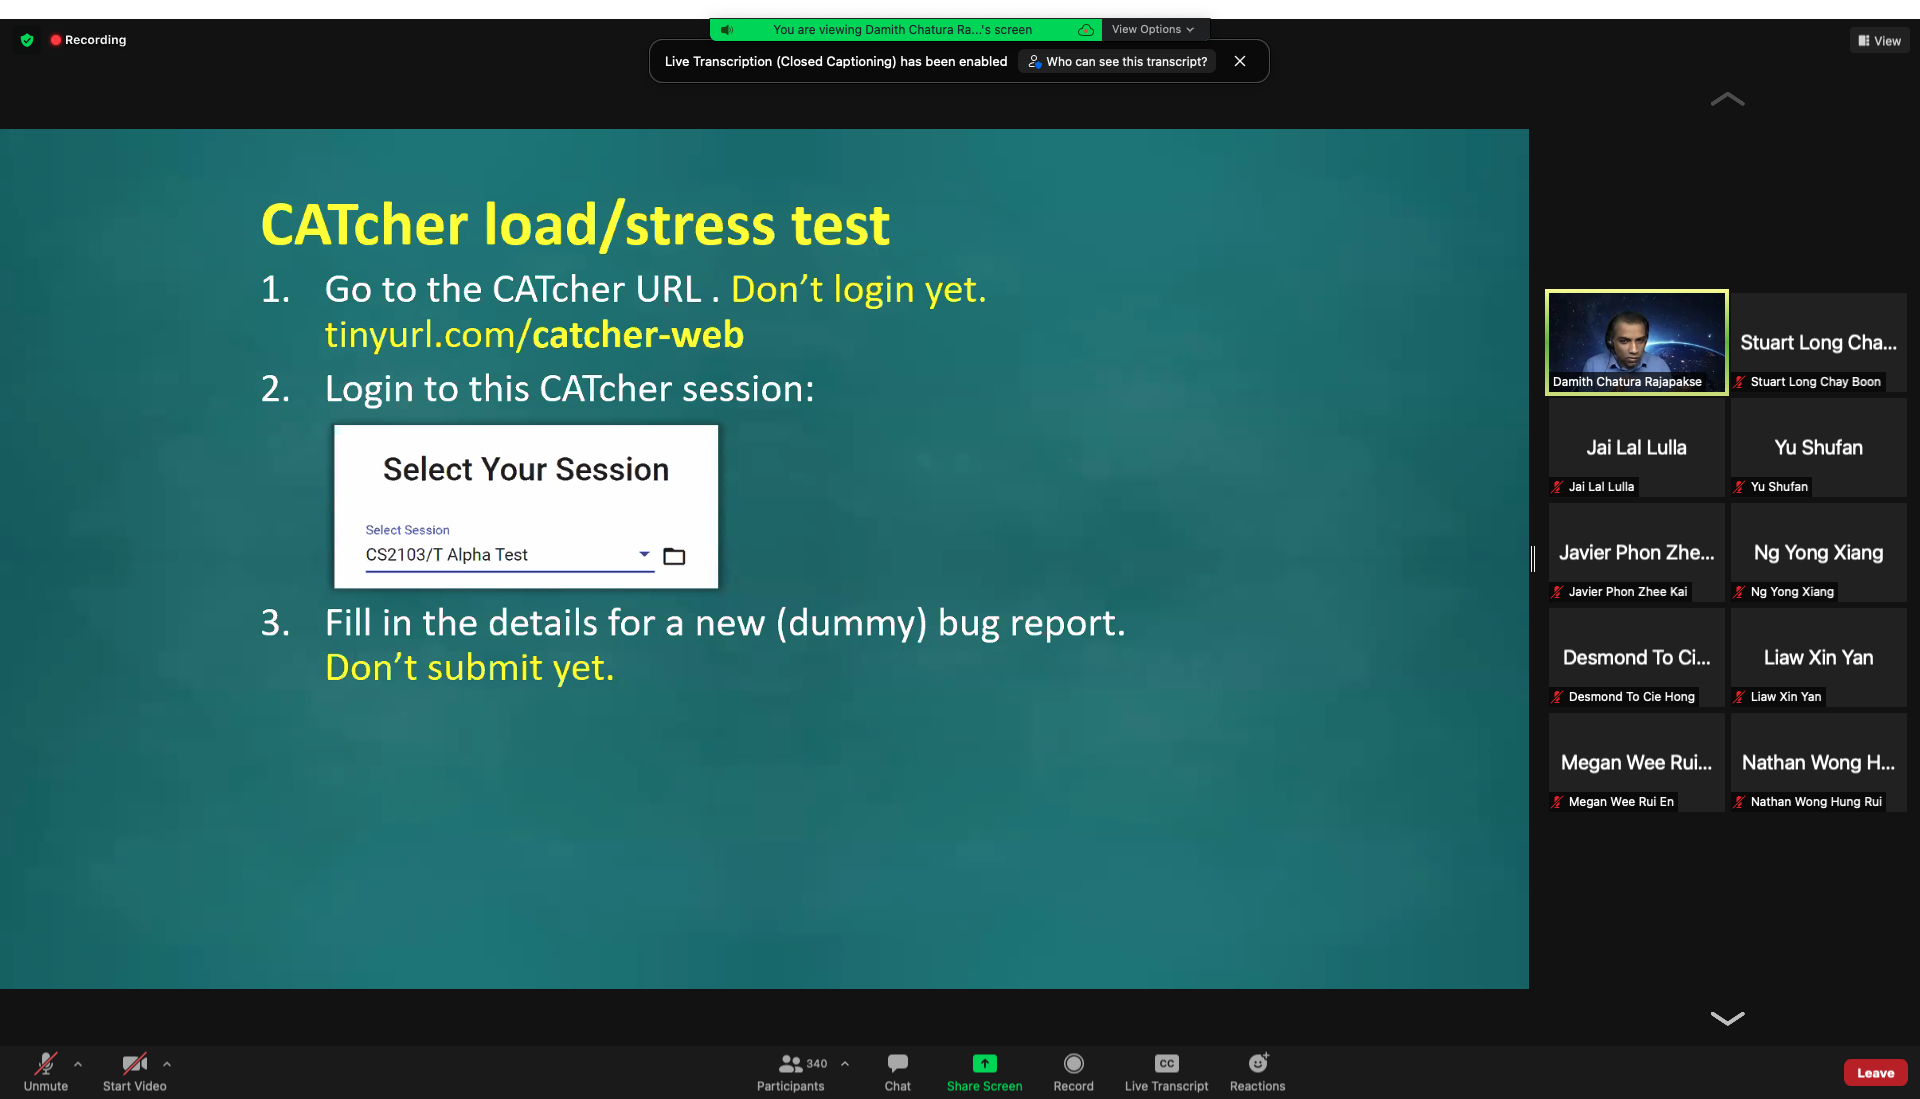 You are viewing Damith Chatura Ra...'s screen
View Options
Recording
Live Transcription (Closed Captioning) has been enabled
Who can see this transcript?
View
CATcher load/stress test
1. Go to the CATcher URL . Don't login yet.
tinyurl.com/catcher-web
2. Login to this CATcher session:
Select Your Session
Select Session
CS2103/T Alpha Test
3. Fill in the details for a new (dummy) bug report.
Don't submit yet.
Damith Chatura Rajapakse
Stuart Long Cha...
Stuart Long Chay Boon
Jai Lal Lulla
Jai Lal Lulla
Yu Shufan
Yu Shufan
Javier Phon Zhe...
Javier Phon Zhee Kai
Ng Yong Xiang
Ng Yong Xiang
Desmond To Ci...
Desmond To Cie Hong
Liaw Xin Yan
Liaw Xin Yan
Megan Wee Rui...
Megan Wee Rui En
Nathan Wong H...
Nathan Wong Hung Rui
Unmute
Start Video
340
Participants
Chat
Share Screen
Record
CC
Live Transcript
Reactions
Leave